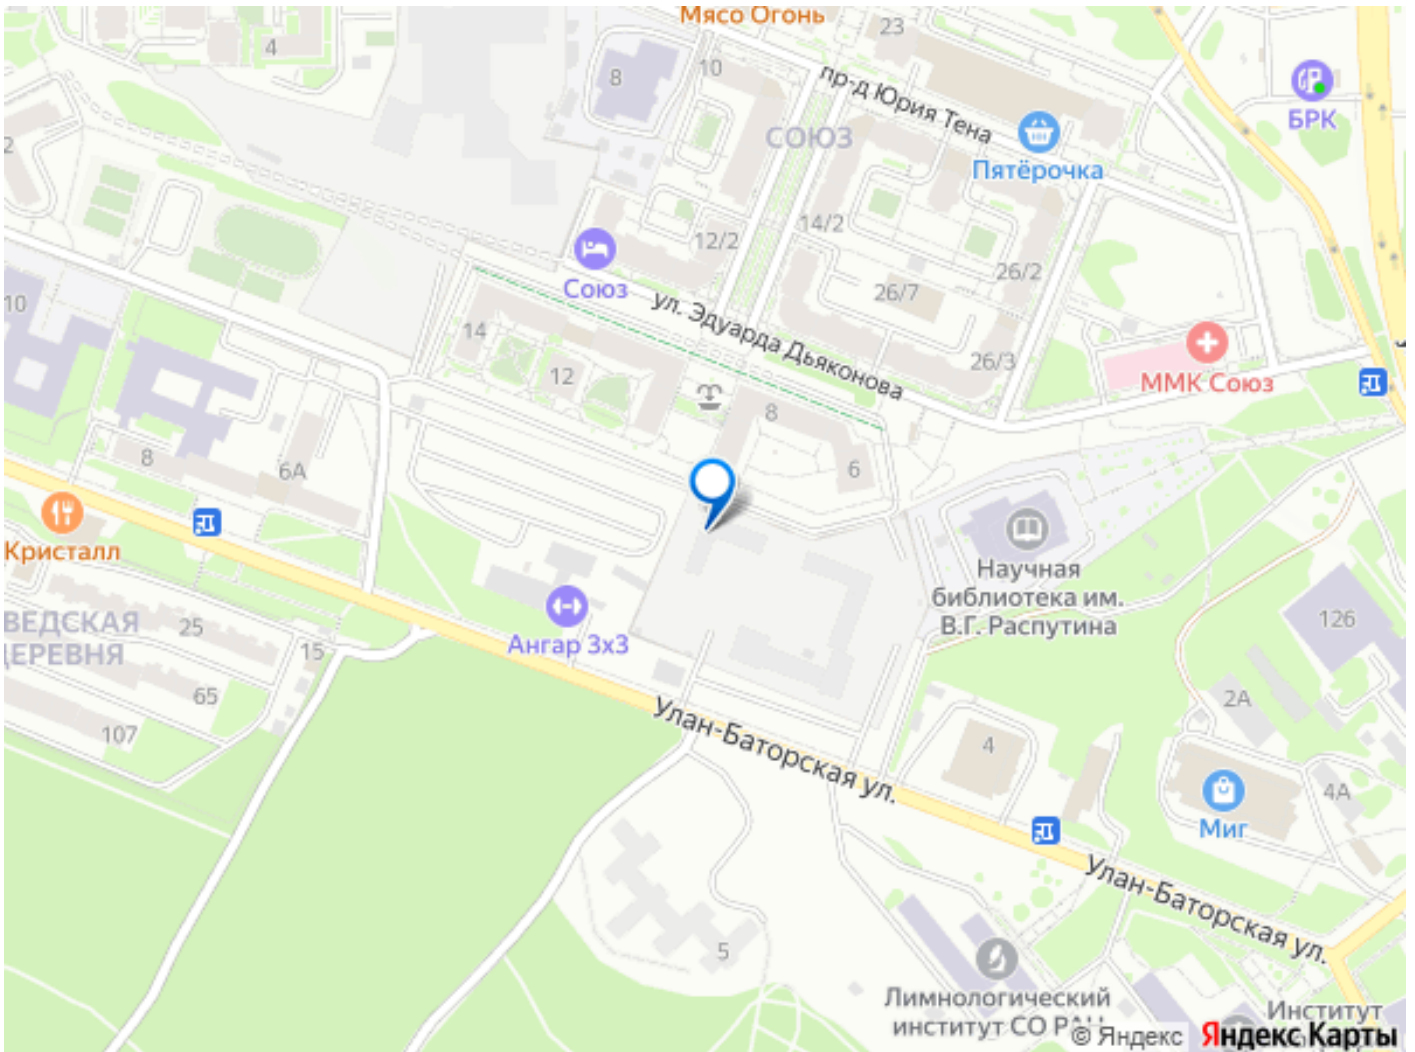 Мясо Огонь
23
4
10
8
пр-д Юрия Тена
БРК
СОЮЗ
Пятёрочка
2
14/2
12/2
26/2
Союз
26/7
10
ул. Эдуарда Дьяконова
14
26/3
12
ММК Союз
8
8
6А
6
Кристалл
Научная
библиотека им.
В.Г. Распутина
ВЕДСКАЯ
ДЕРЕВНЯ
25
15
Ангар 3х3
126
65
107
2А
Улан-Баторская ул.
4
4А
Миг
Улан-Баторская ул.
5
Лимнологический
институт СО РАН
Институт
© Яндекс
Яндекс Карты